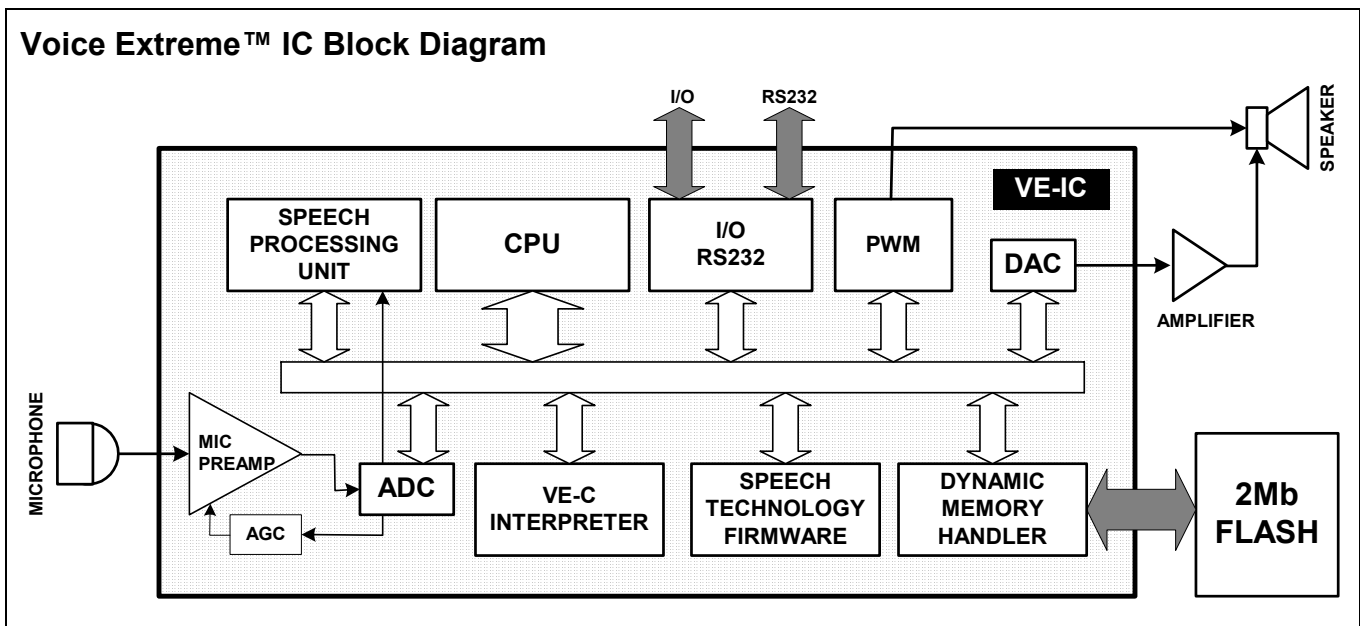 Voice Extreme™ IC Block Diagram
I/O
RS232
SPEAKER
VE-IC
SPEECH
PROCESSING
UNIT
CPU
I/O
RS232
PWM
DAC
AMPLIFIER
MICROPHONE
MIC
PREAMP
ADC
AGC
VE-C
INTERPRETER
SPEECH
TECHNOLOGY
FIRMWARE
DYNAMIC
MEMORY
HANDLER
2Mb
FLASH